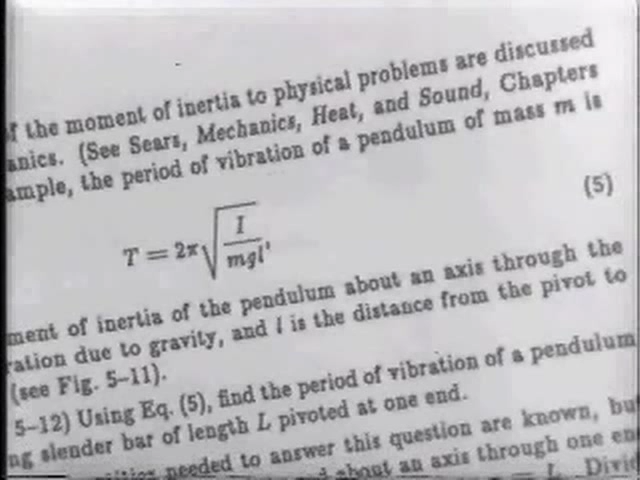 of the moment of inertia to physical problems are discussed
anics. (See Sears, Mechanics, Heat, and Sound, Chapters
ample, the period of vibration of a pendulum of mass m is
T = 2π√(I/mgl), (5)
ment of inertia of the pendulum about an axis through the
ration due to gravity, and l is the distance from the pivot to
(see Fig. 5-11).
5-12) Using Eq. (5), find the period of vibration of a pendulum
ng slender bar of length L pivoted at one end.
needed to answer this question are known, bu
about an axis through one en
= L. Divid